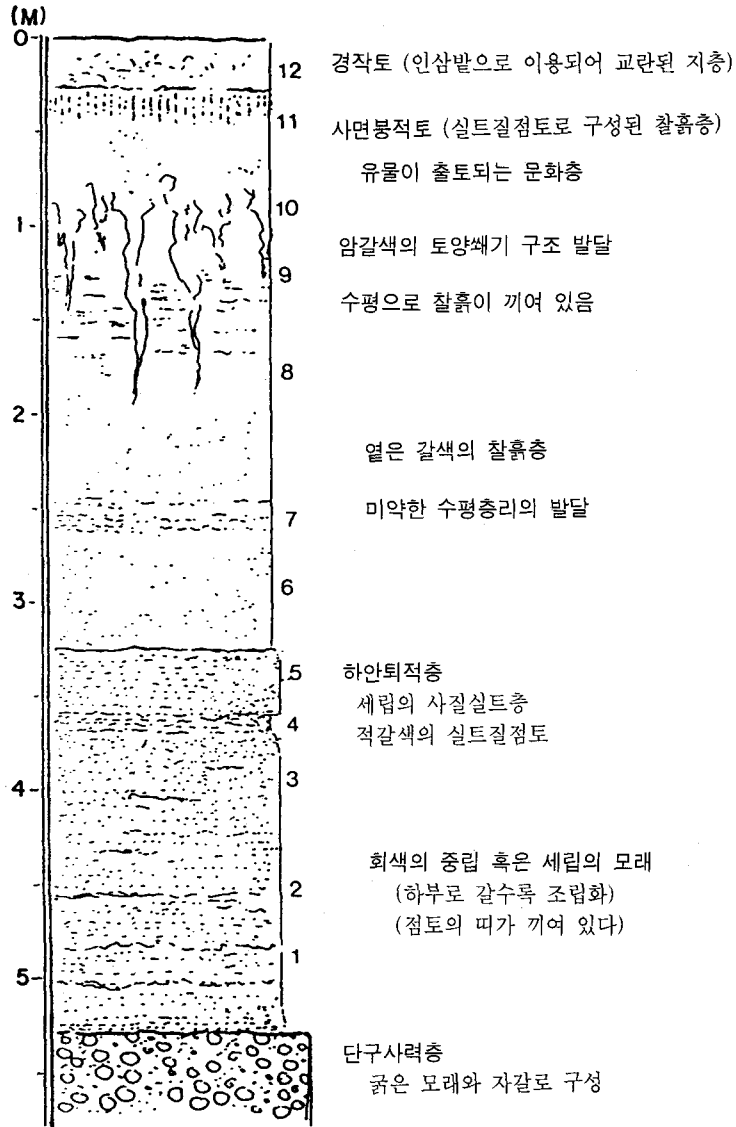 (M)
0
12 경작토 (인삼밭으로 이용되어 교란된 지층)
11 사면붕적토 (실트질점토로 구성된 찰흙층)
유물이 출토되는 문화층
1
10
암갈색의 토양쐐기 구조 발달
9
수평으로 찰흙이 끼여 있음
8
2
옅은 갈색의 찰흙층
7 미약한 수평층리의 발달
6
3
5 하안퇴적층
세립의 사질실트층
4 적갈색의 실트질점토
4
3
회색의 중립 혹은 세립의 모래
2 (하부로 갈수록 조립화)
(점토의 띠가 끼여 있다)
1
5
단구사력층
굵은 모래와 자갈로 구성